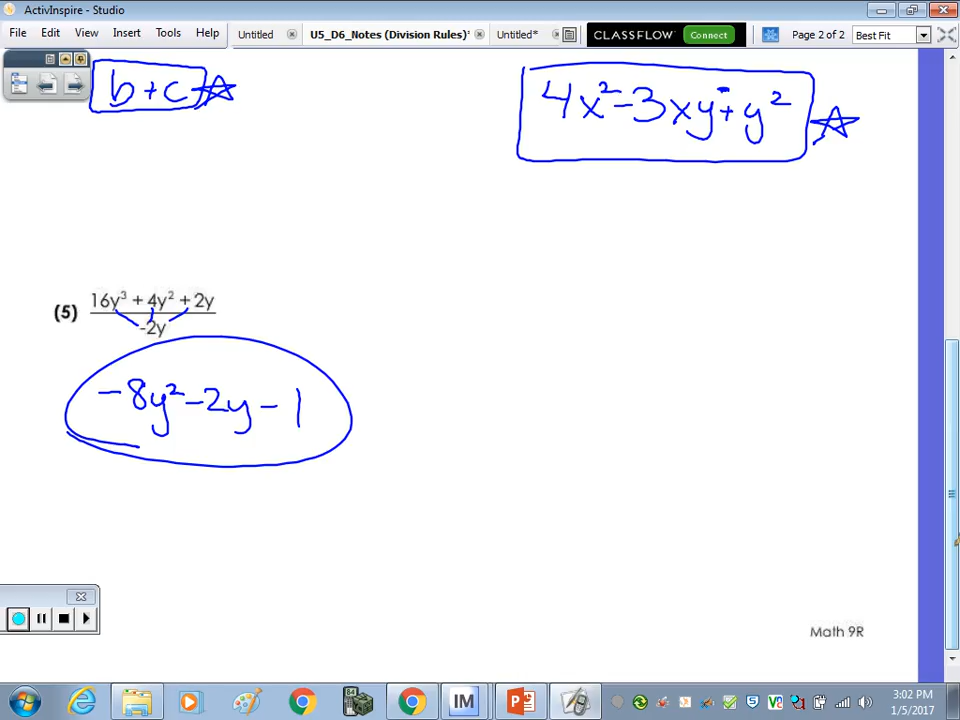 ActivInspire - Studio
File Edit View Insert Tools Help
Untitled U5_D6_Notes (Division Rules)* Untitled* CLASSFLOW Connect Page 2 of 2 Best Fit
b+c
4x²-3xy+y²
(5) 16y³ + 4y² + 2y
-2y
-8y²-2y-1
Math 9R
84
IM
3:02 PM
1/5/2017